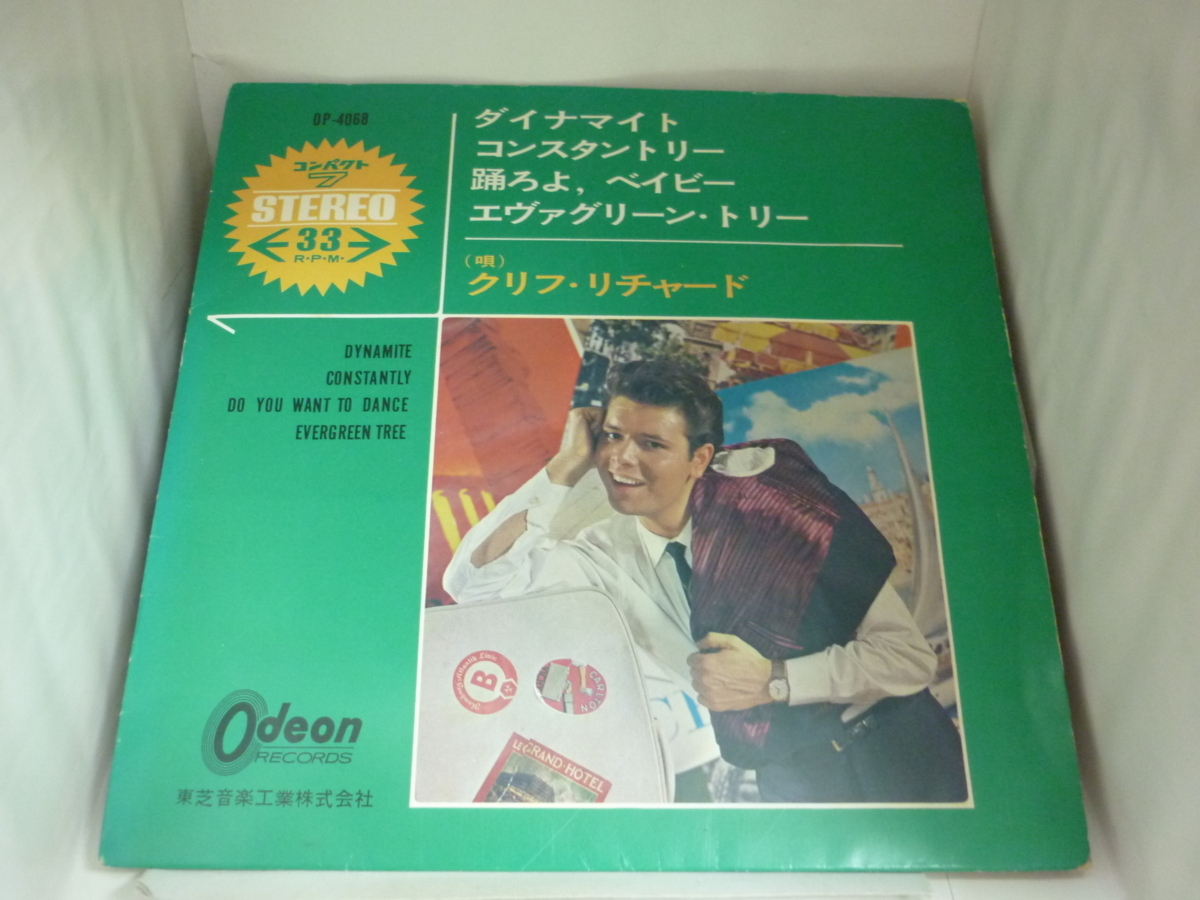 OP-4068
コンパクト
7
STEREO
33
R・P・M・
ダイナマイト
コンスタントリー
踊ろよ, ベイビー
エヴァグリーン・トリー
(唄)
クリフ・リチャード
DYNAMITE
CONSTANTLY
DO YOU WANT TO DANCE
EVERGREEN TREE
B
CARLTON
LE GRAND-HOTEL
Odeon
RECORDS
東芝音楽工業株式会社